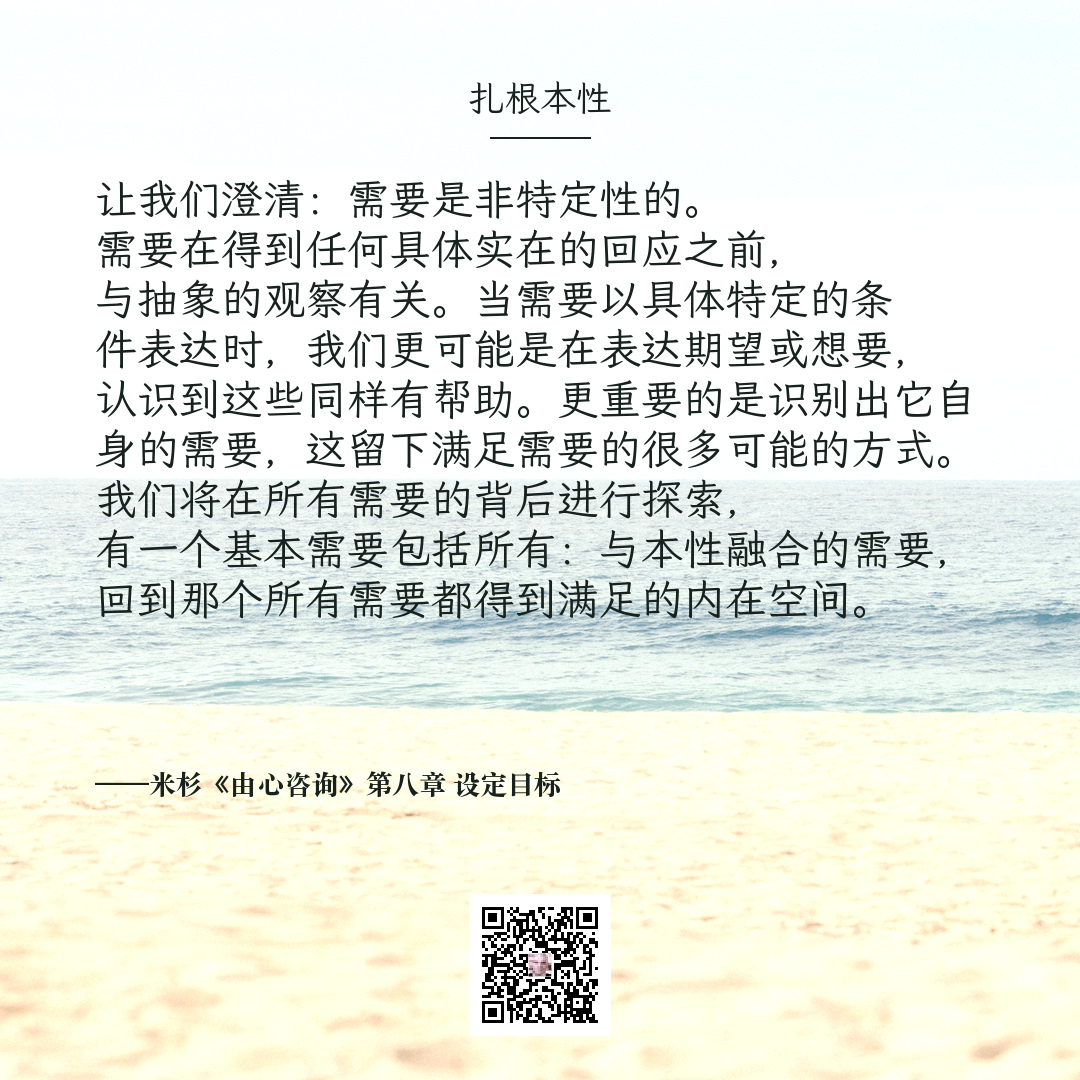 扎根本性
让我们澄清：需要是非特定性的。
需要在得到任何具体实在的回应之前，
与抽象的观察有关。当需要以具体特定的条
件表达时，我们更可能是在表达期望或想要，
认识到这些同样有帮助。更重要的是识别出它自
身的需要，这留下满足需要的很多可能的方式。
我们将在所有需要的背后进行探索，
有一个基本需要包括所有：与本性融合的需要，
回到那个所有需要都得到满足的内在空间。
——米杉《由心咨询》第八章 设定目标